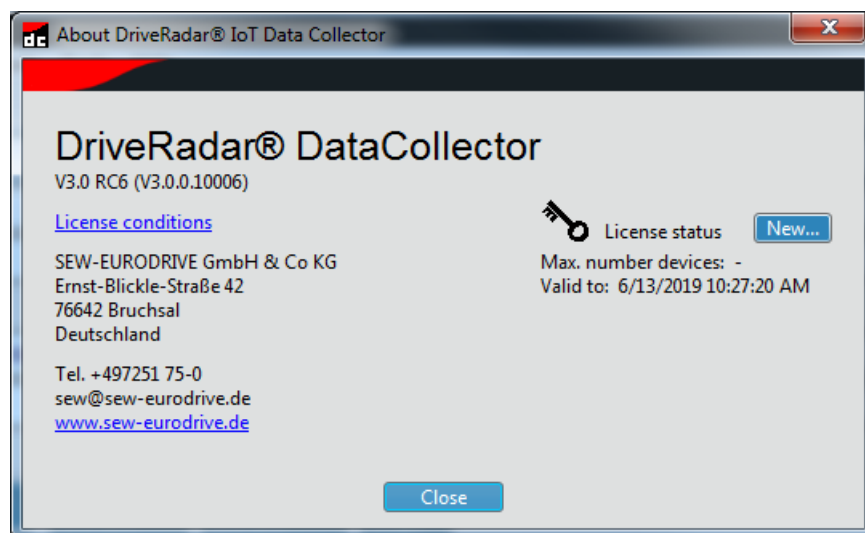 dc About DriveRadar® IoT Data Collector
DriveRadar® DataCollector
V3.0 RC6 (V3.0.0.10006)
License conditions
SEW-EURODRIVE GmbH & Co KG
Ernst-Blickle-Straße 42
76642 Bruchsal
Deutschland
Tel. +497251 75-0
sew@sew-eurodrive.de
www.sew-eurodrive.de
License status New...
Max. number devices: -
Valid to: 6/13/2019 10:27:20 AM
Close